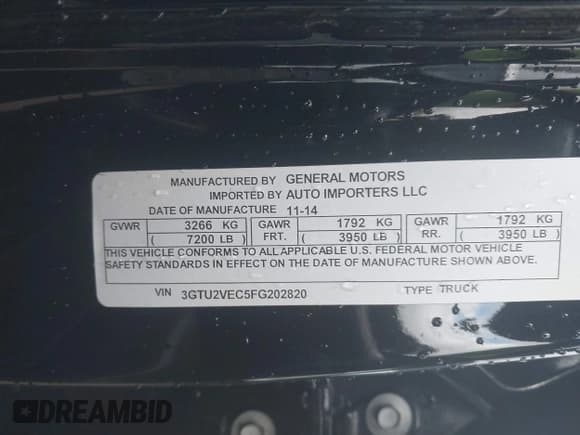 MANUFACTURED BY GENERAL MOTORS
IMPORTED BY AUTO IMPORTERS LLC
DATE OF MANUFACTURE 11-14
GVWR 3266 KG ( 7200 LB ) GAWR FRT. 1792 KG ( 3950 LB ) GAWR RR. 1792 KG ( 3950 LB )
THIS VEHICLE CONFORMS TO ALL APPLICABLE U.S. FEDERAL MOTOR VEHICLE
SAFETY STANDARDS IN EFFECT ON THE DATE OF MANUFACTURE SHOWN ABOVE.
VIN 3GTU2VEC5FG202820 TYPE TRUCK
DREAMBID